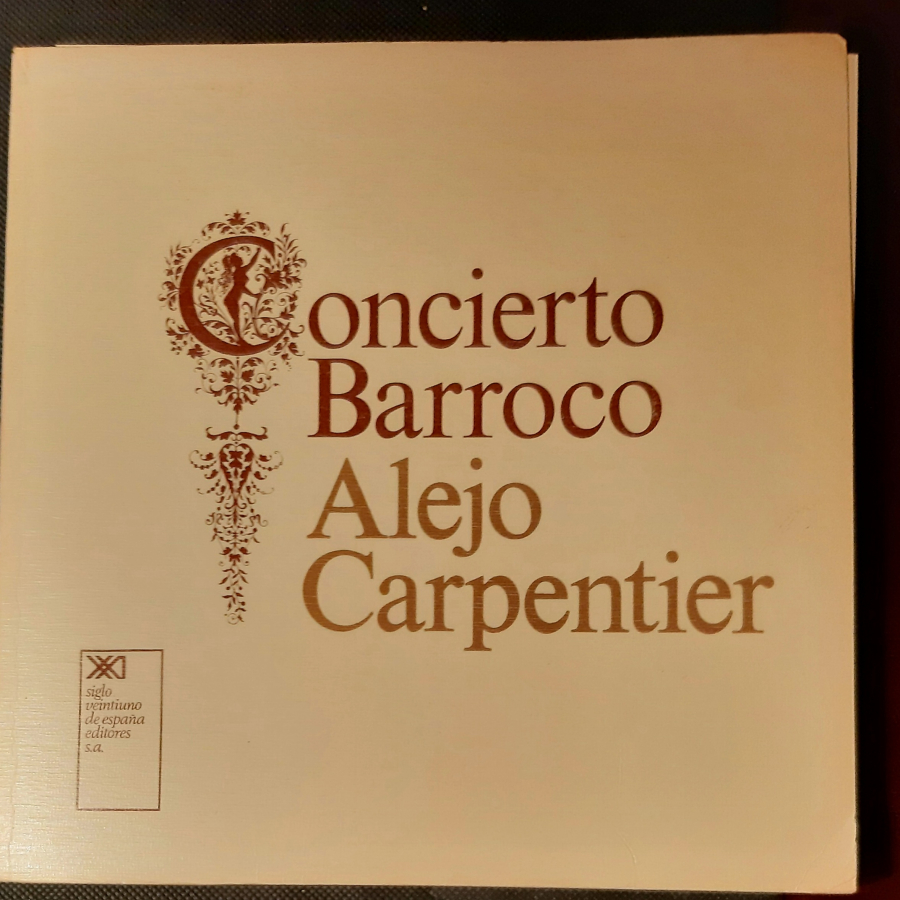 Concierto
Barroco
Alejo
Carpentier
XXI
siglo
veintiuno
de españa
editores
s.a.